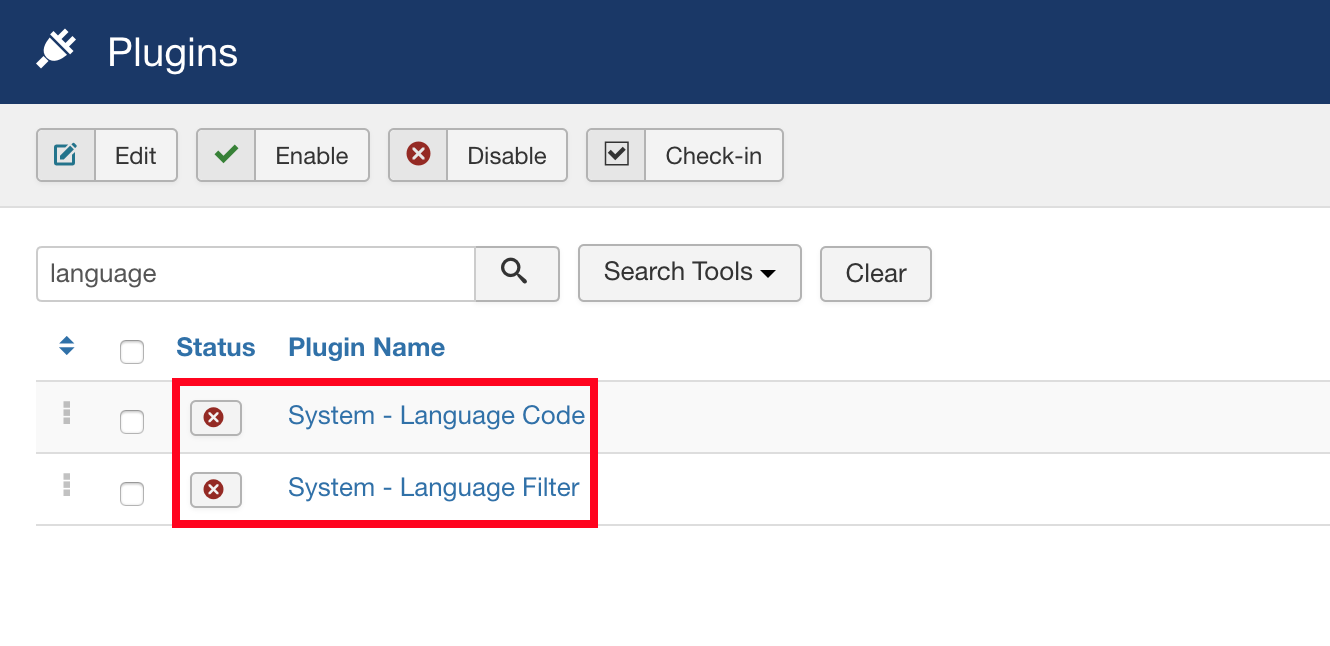 Plugins
Edit Enable Disable Check-in
language Search Tools Clear
Status Plugin Name
System - Language Code
System - Language Filter